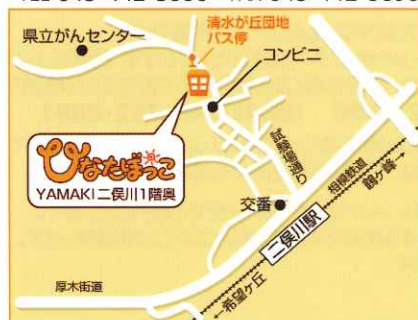 清水が丘団地
バス停
県立がんセンター
コンビニ
ひなたぼっこ
YAMAKI二俣川1階奥
試験場通り
相模鉄道
鶴ヶ峰
交番
二俣川駅
厚木街道
希望ヶ丘